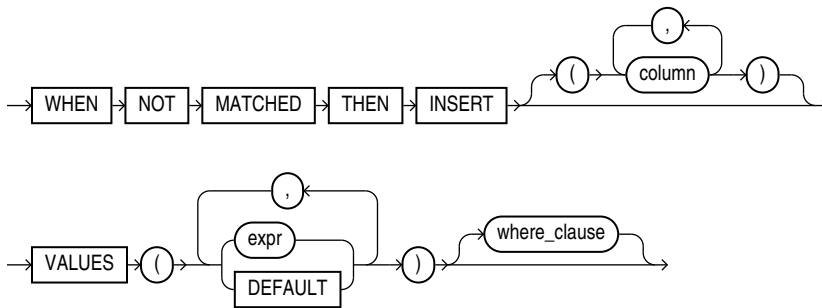 ,
WHEN NOT MATCHED THEN INSERT ( column )
,
VALUES ( expr ) where_clause
DEFAULT